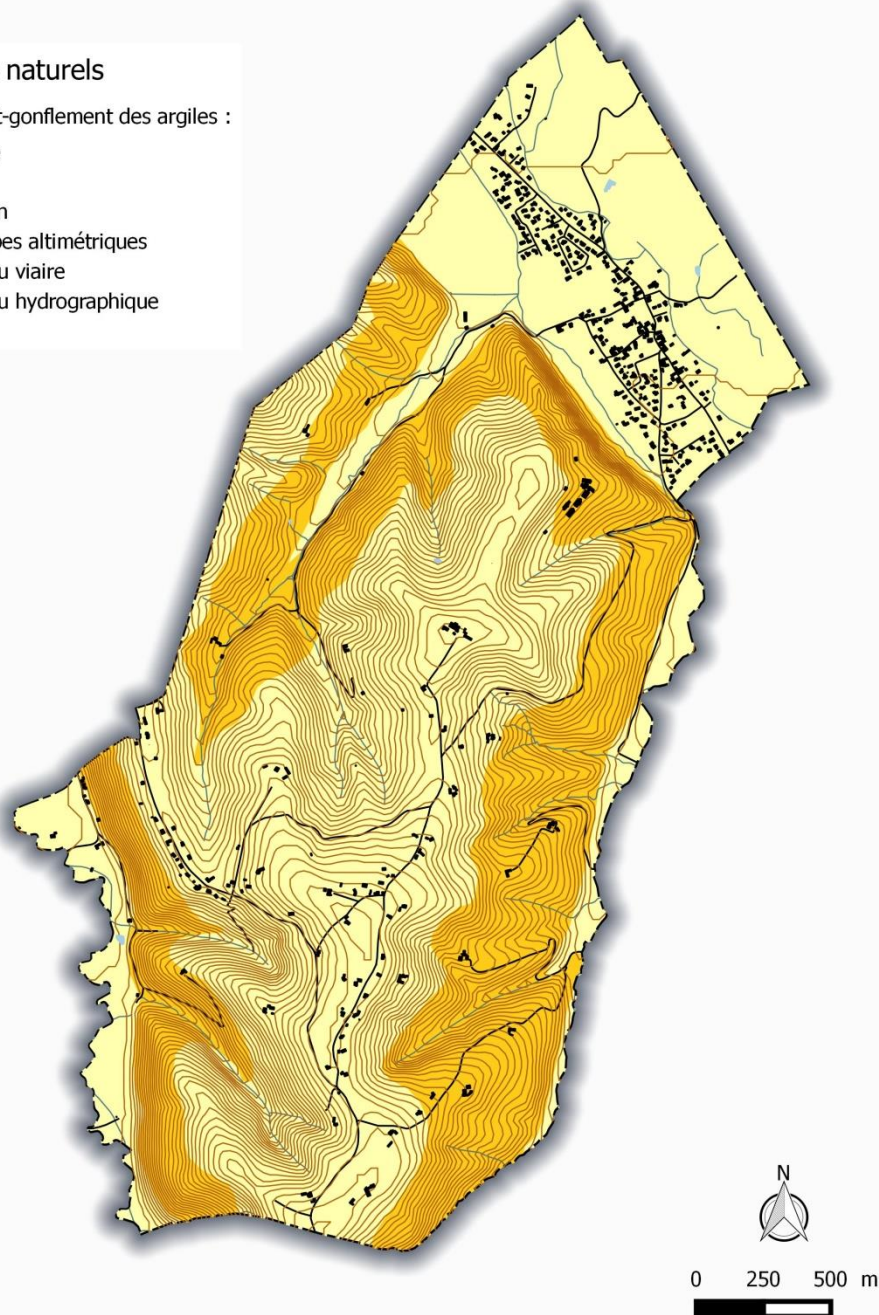 naturels
t-gonflement des argiles :
n
bes altimétriques
u viaire
u hydrographique
N
0 250 500 m